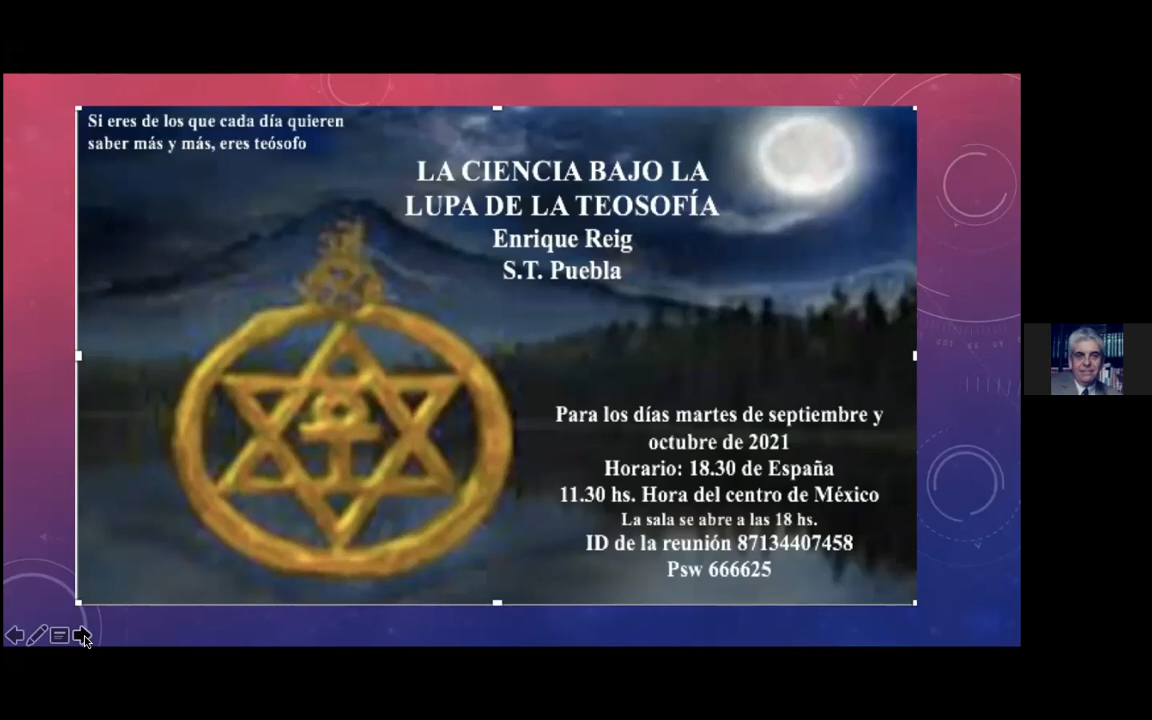 Si eres de los que cada día quieren
saber más y más, eres teósofo
LA CIENCIA BAJO LA
LUPA DE LA TEOSOFÍA
Enrique Reig
S.T. Puebla
Para los días martes de septiembre y
octubre de 2021
Horario: 18.30 de España
11.30 hs. Hora del centro de México
La sala se abre a las 18 hs.
ID de la reunión 87134407458
Psw 666625